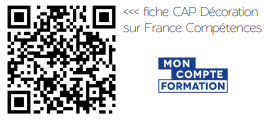 <<< fiche CAP Décoration
sur France Compétences
MON
COMPTE
FORMATION